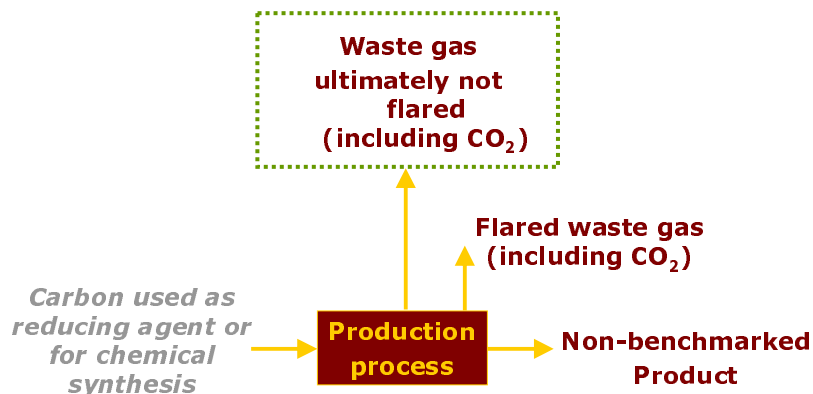 Waste gas
ultimately not
flared
(including CO₂)
Flared waste gas
(including CO₂)
Carbon used as
reducing agent or
for chemical
synthesis
Production
process
Non-benchmarked
Product